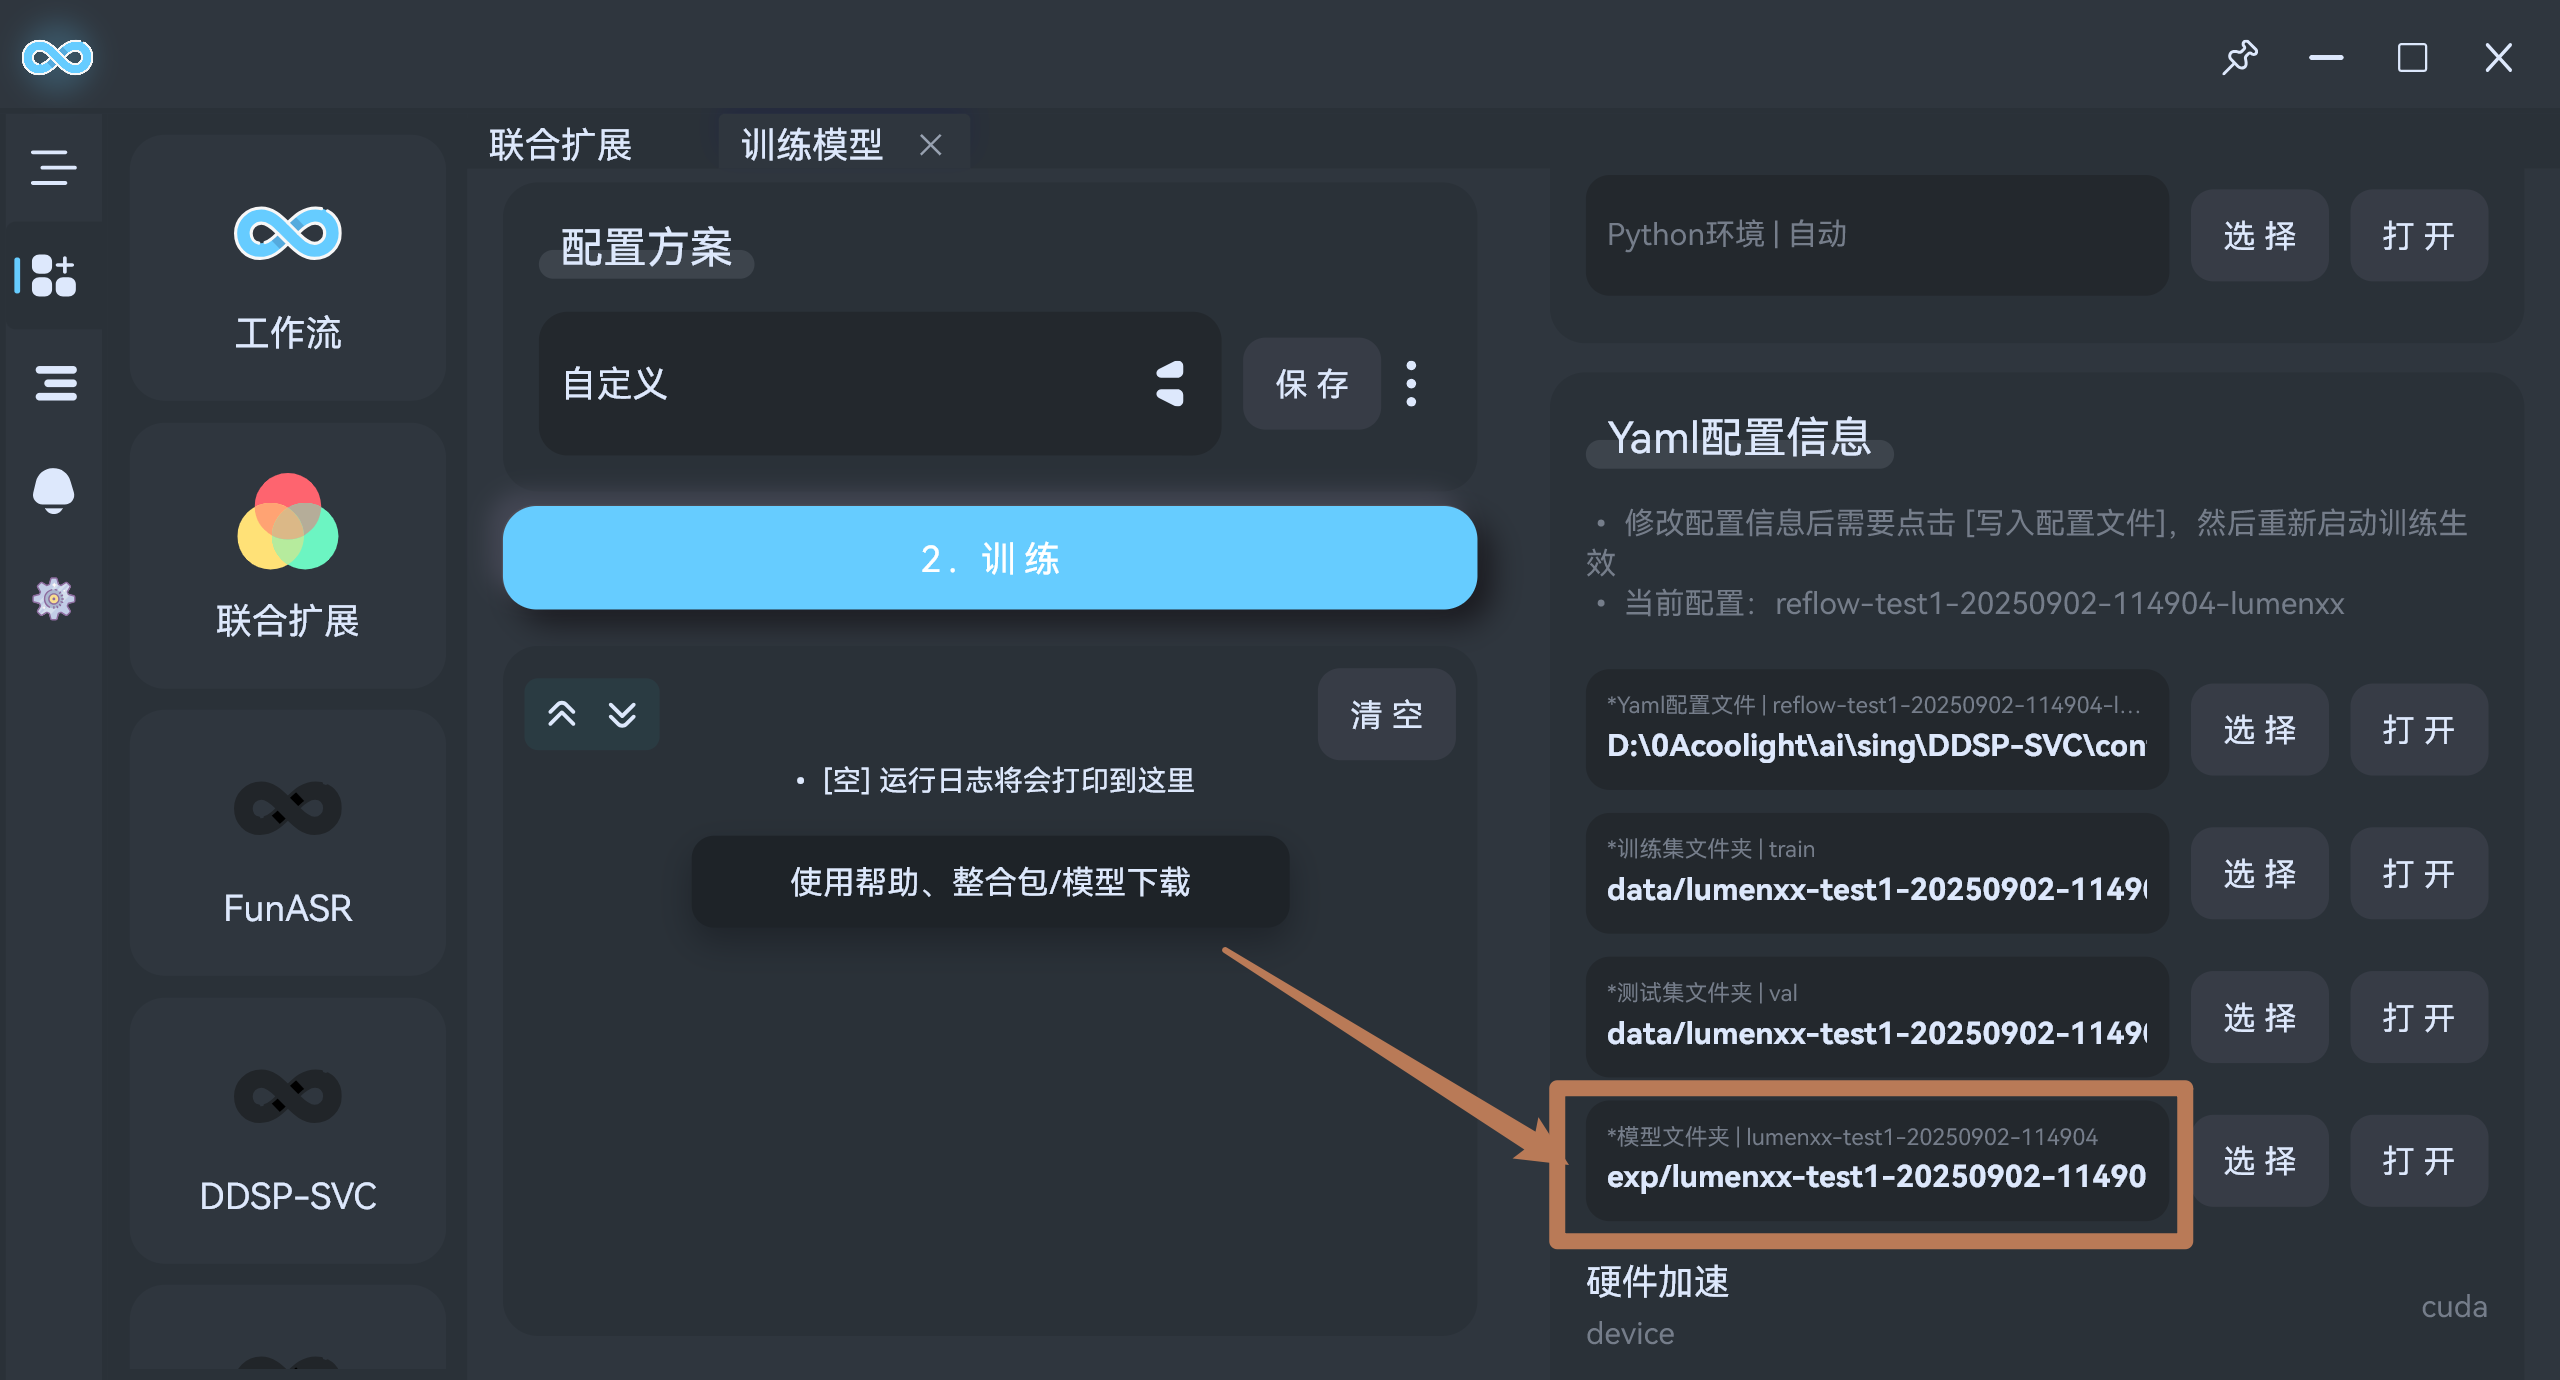 联合扩展
训练模型
工作流
联合扩展
FunASR
DDSP-SVC
配置方案
自定义
保存
2. 训练
清空
• [空] 运行日志将会打印到这里
使用帮助、整合包/模型下载
Python环境 | 自动
选择
打开
Yaml配置信息
• 修改配置信息后需要点击 [写入配置文件]，然后重新启动训练生
效
• 当前配置：reflow-test1-20250902-114904-lumenxx
*Yaml配置文件 | reflow-test1-20250902-114904-l...
D:\0Acoolight\ai\sing\DDSP-SVC\con
选择
打开
*训练集文件夹 | train
data/lumenxx-test1-20250902-1149
选择
打开
*测试集文件夹 | val
data/lumenxx-test1-20250902-1149
选择
打开
*模型文件夹 | lumenxx-test1-20250902-114904
exp/lumenxx-test1-20250902-11490
选择
打开
硬件加速
device
cuda